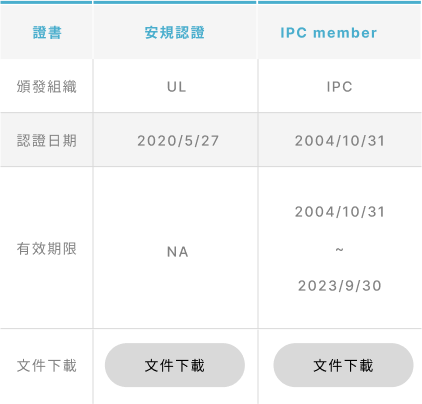 證書 安規認證 IPC member
頒發組織 UL IPC
認證日期 2020/5/27 2004/10/31
有效期限 NA 2004/10/31
~
2023/9/30
文件下載 文件下載 文件下載